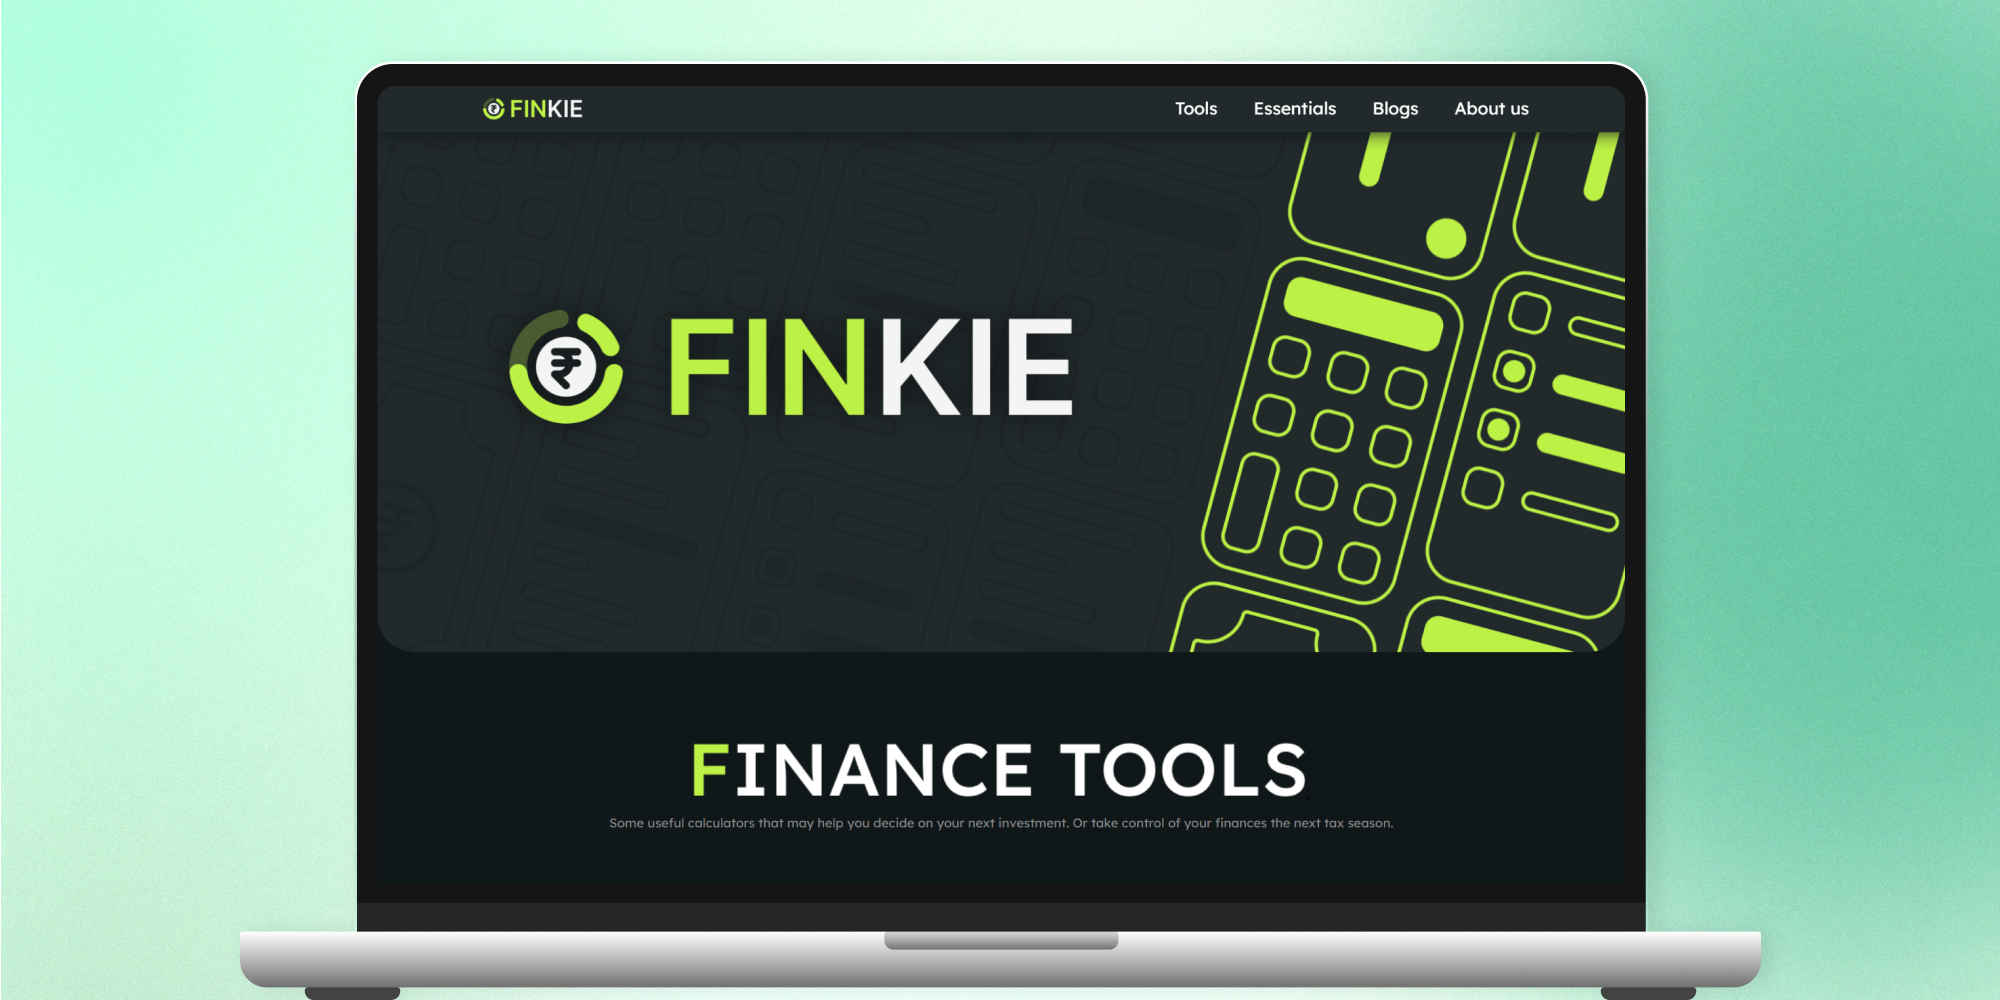 FINKIE
Tools Essentials Blogs About us
₹ FINKIE
FINANCE TOOLS
Some useful calculators that may help you decide on your next investment. Or take control of your finances the next tax season.